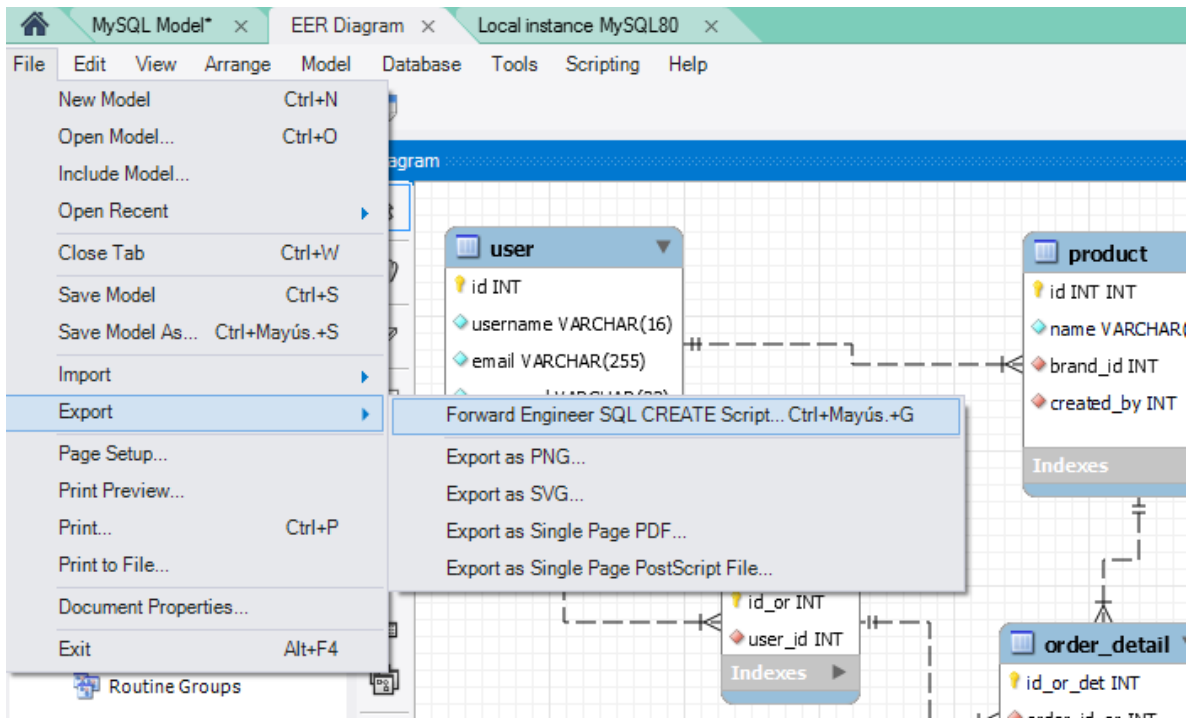 MySQL Model* ×
EER Diagram ×
Local instance MySQL80 ×
File Edit View Arrange Model Database Tools Scripting Help
New Model Ctrl+N
Open Model... Ctrl+O
Include Model...
Open Recent
Close Tab Ctrl+W
Save Model Ctrl+S
Save Model As... Ctrl+Mayús.+S
Import
Export
Page Setup...
Print Preview...
Print... Ctrl+P
Print to File...
Document Properties...
Exit Alt+F4
Routine Groups
Forward Engineer SQL CREATE Script... Ctrl+Mayús.+G
Export as PNG...
Export as SVG...
Export as Single Page PDF...
Export as Single Page PostScript File...
agram
user
id INT
username VARCHAR(16)
email VARCHAR(255)
product
id INT INT
name VARCHAR(
brand_id INT
created_by INT
Indexes
id_or INT
user_id INT
Indexes
order_detail
id_or_det INT